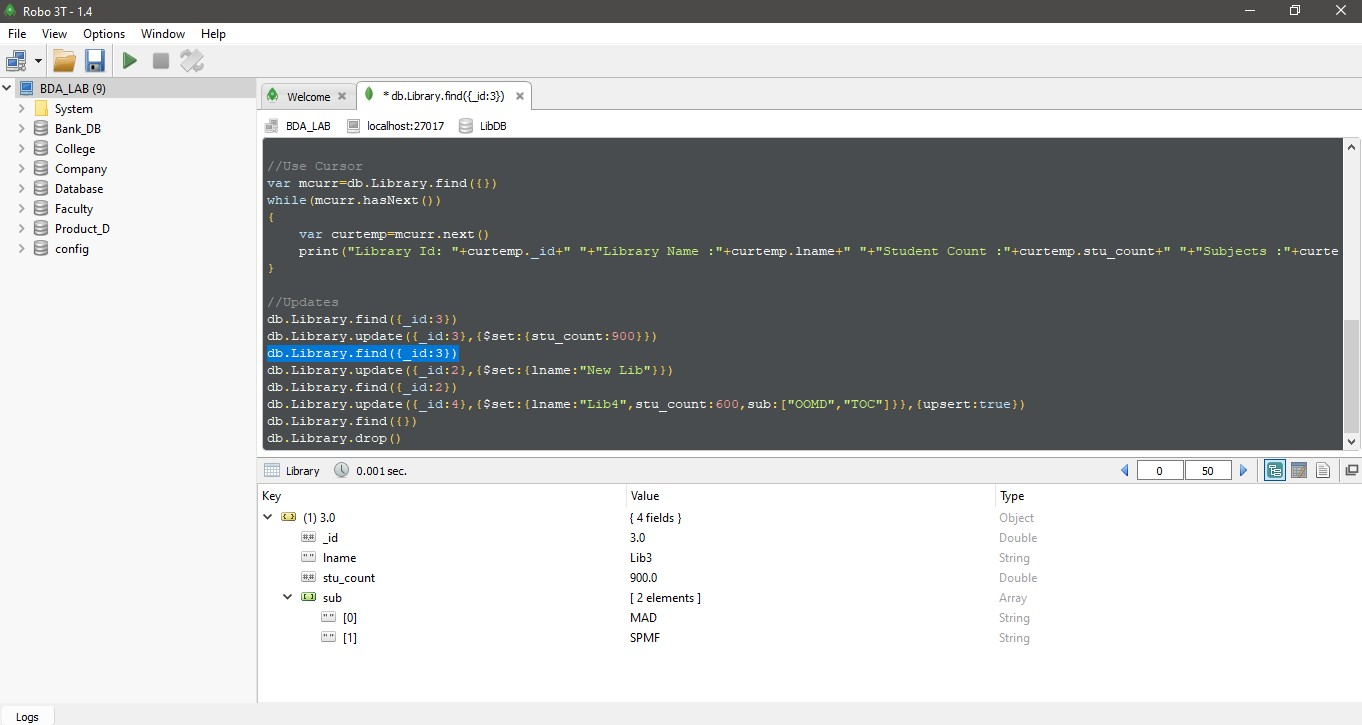 Robo 3T - 1.4
File View Options Window Help
BDA_LAB (9)
System
Bank_DB
College
Company
Database
Faculty
Product_D
config
Welcome
* db.Library.find({_id:3})
BDA_LAB localhost:27017 LibDB
//Use Cursor
var mcurr=db.Library.find({})
while(mcurr.hasNext())
{
var curtemp=mcurr.next()
print("Library Id: "+curtemp._id+" "+"Library Name :"+curtemp.lname+" "+"Student Count :"+curtemp.stu_count+" "+"Subjects :"+curte
}
//Updates
db.Library.find({_id:3})
db.Library.update({_id:3},{$set:{stu_count:900}})
db.Library.find({_id:3})
db.Library.update({_id:2},{$set:{lname:"New Lib"}})
db.Library.find({_id:2})
db.Library.update({_id:4},{$set:{lname:"Lib4",stu_count:600,sub:["OOMD","TOC"]}},{upsert:true})
db.Library.find({})
db.Library.drop()
Library 0.001 sec. 0 50
Key Value Type
(1) 3.0 { 4 fields } Object
_id 3.0 Double
lname Lib3 String
stu_count 900.0 Double
sub [ 2 elements ] Array
[0] MAD String
[1] SPMF String
Logs